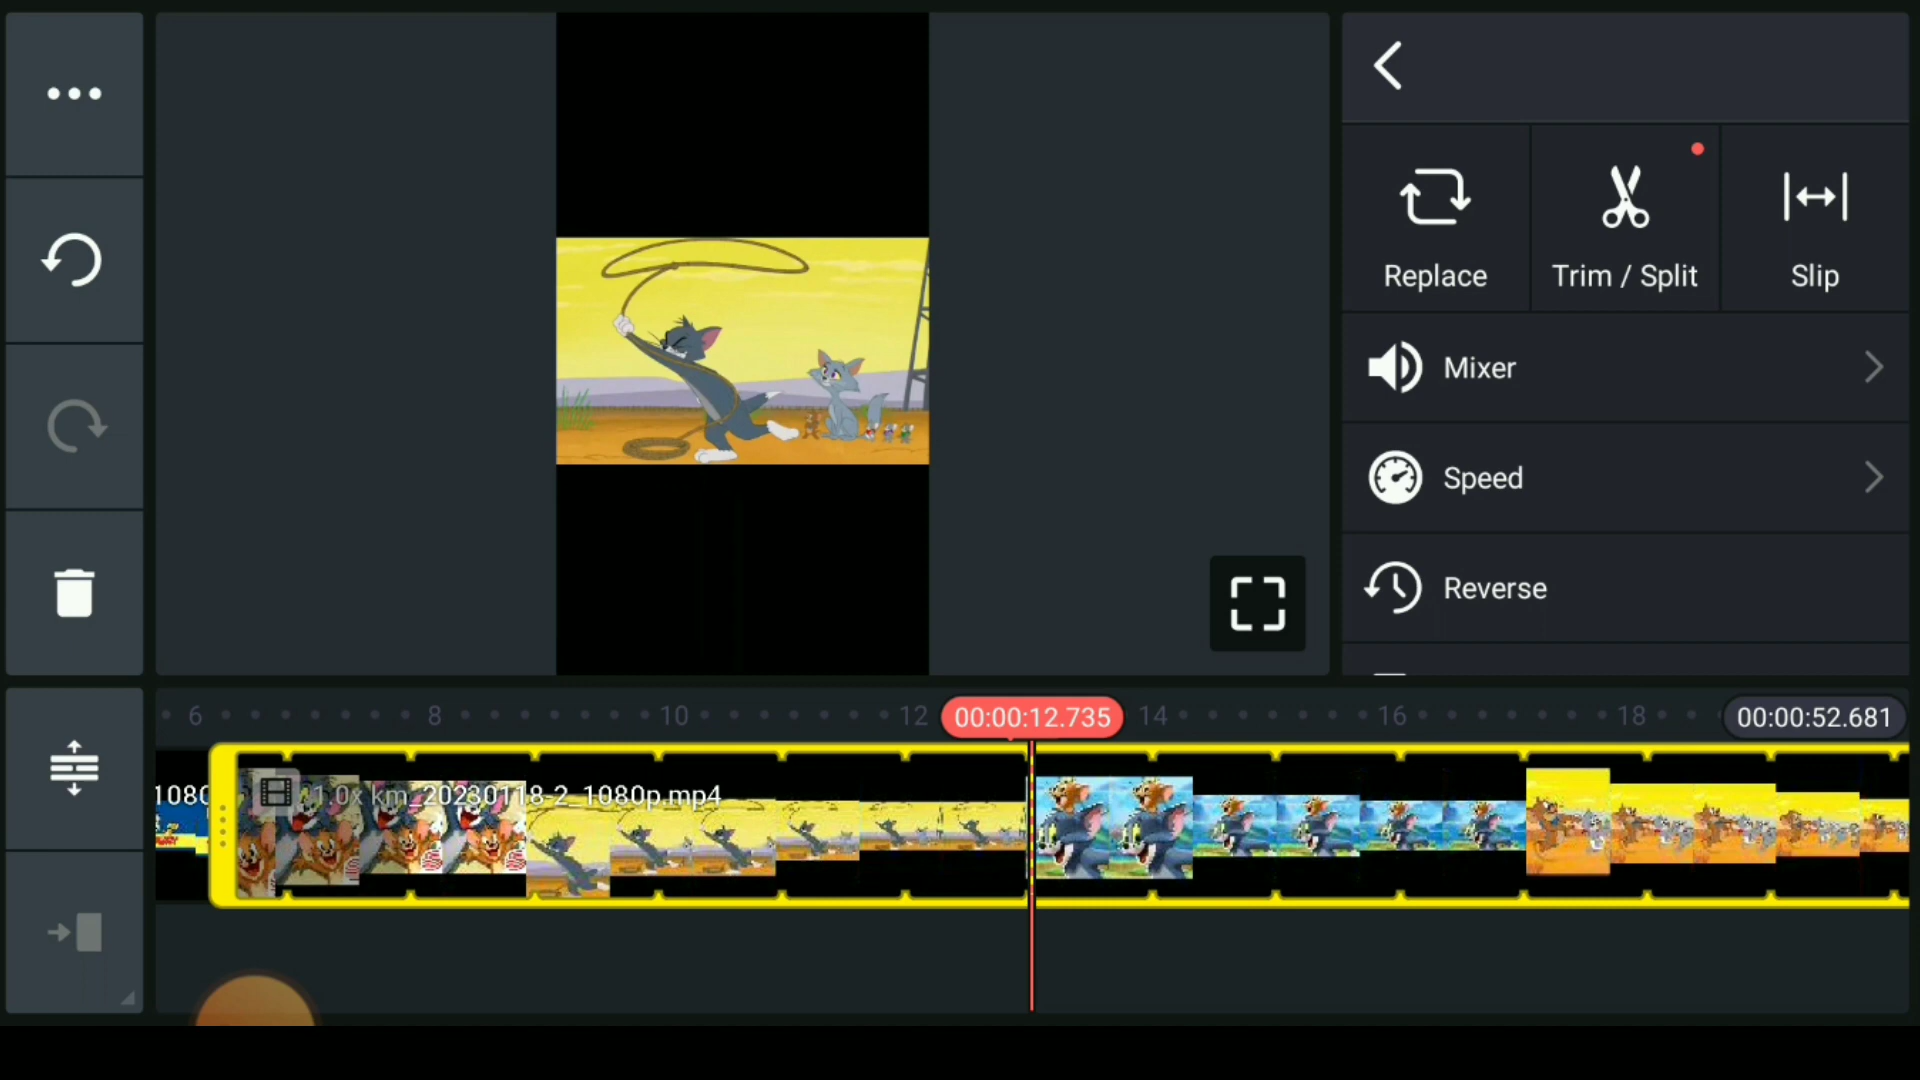 Replace
Trim / Split
Slip
Mixer
Speed
Reverse
6 8 10 12 00:00:12.735 14 16 18 00:00:52.681
1080
1.0x km_20230118-2_1080p.mp4